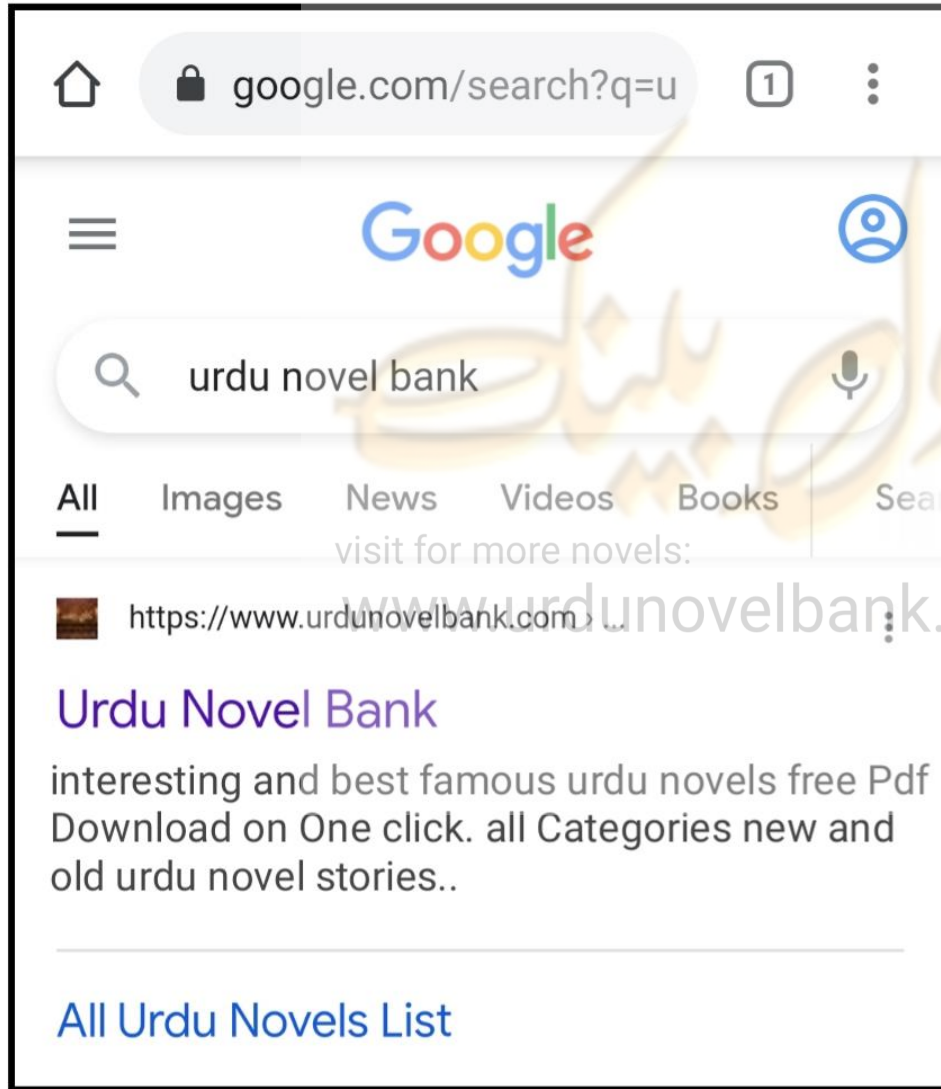 google.com/search?q=u
1
Google
urdu novel bank
All Images News Videos Books Sea
visit for more novels:
https://www.urdunovelbank.com › ...
www.urdunovelbank.
Urdu Novel Bank
interesting and best famous urdu novels free Pdf
Download on One click. all Categories new and
old urdu novel stories..
All Urdu Novels List